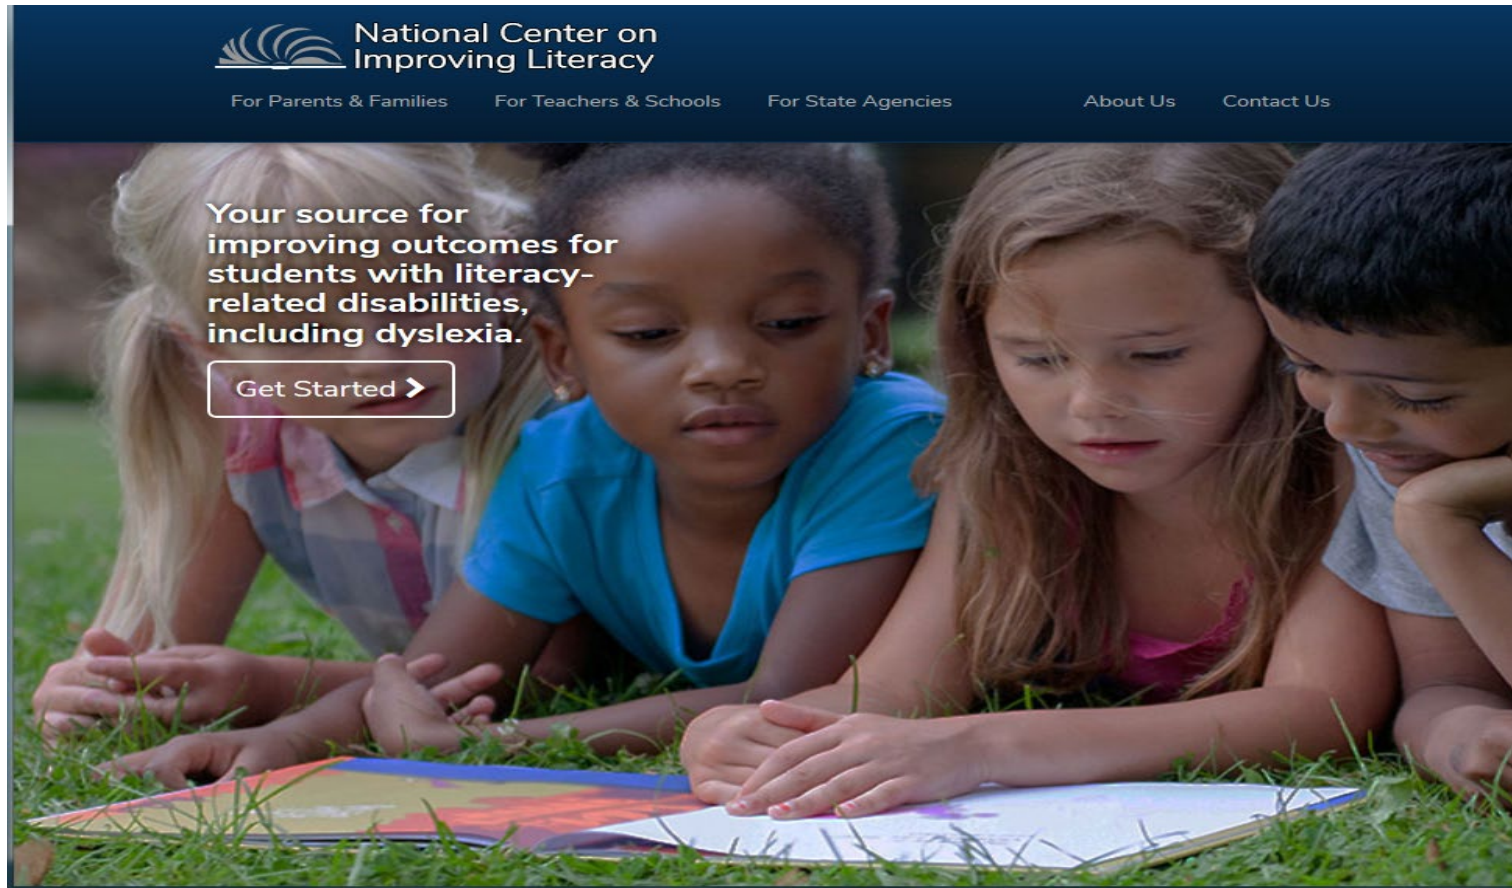 National Center on
Improving Literacy
For Parents & Families For Teachers & Schools For State Agencies About Us Contact Us
Your source for
improving outcomes for
students with literacy-
related disabilities,
including dyslexia.
Get Started >